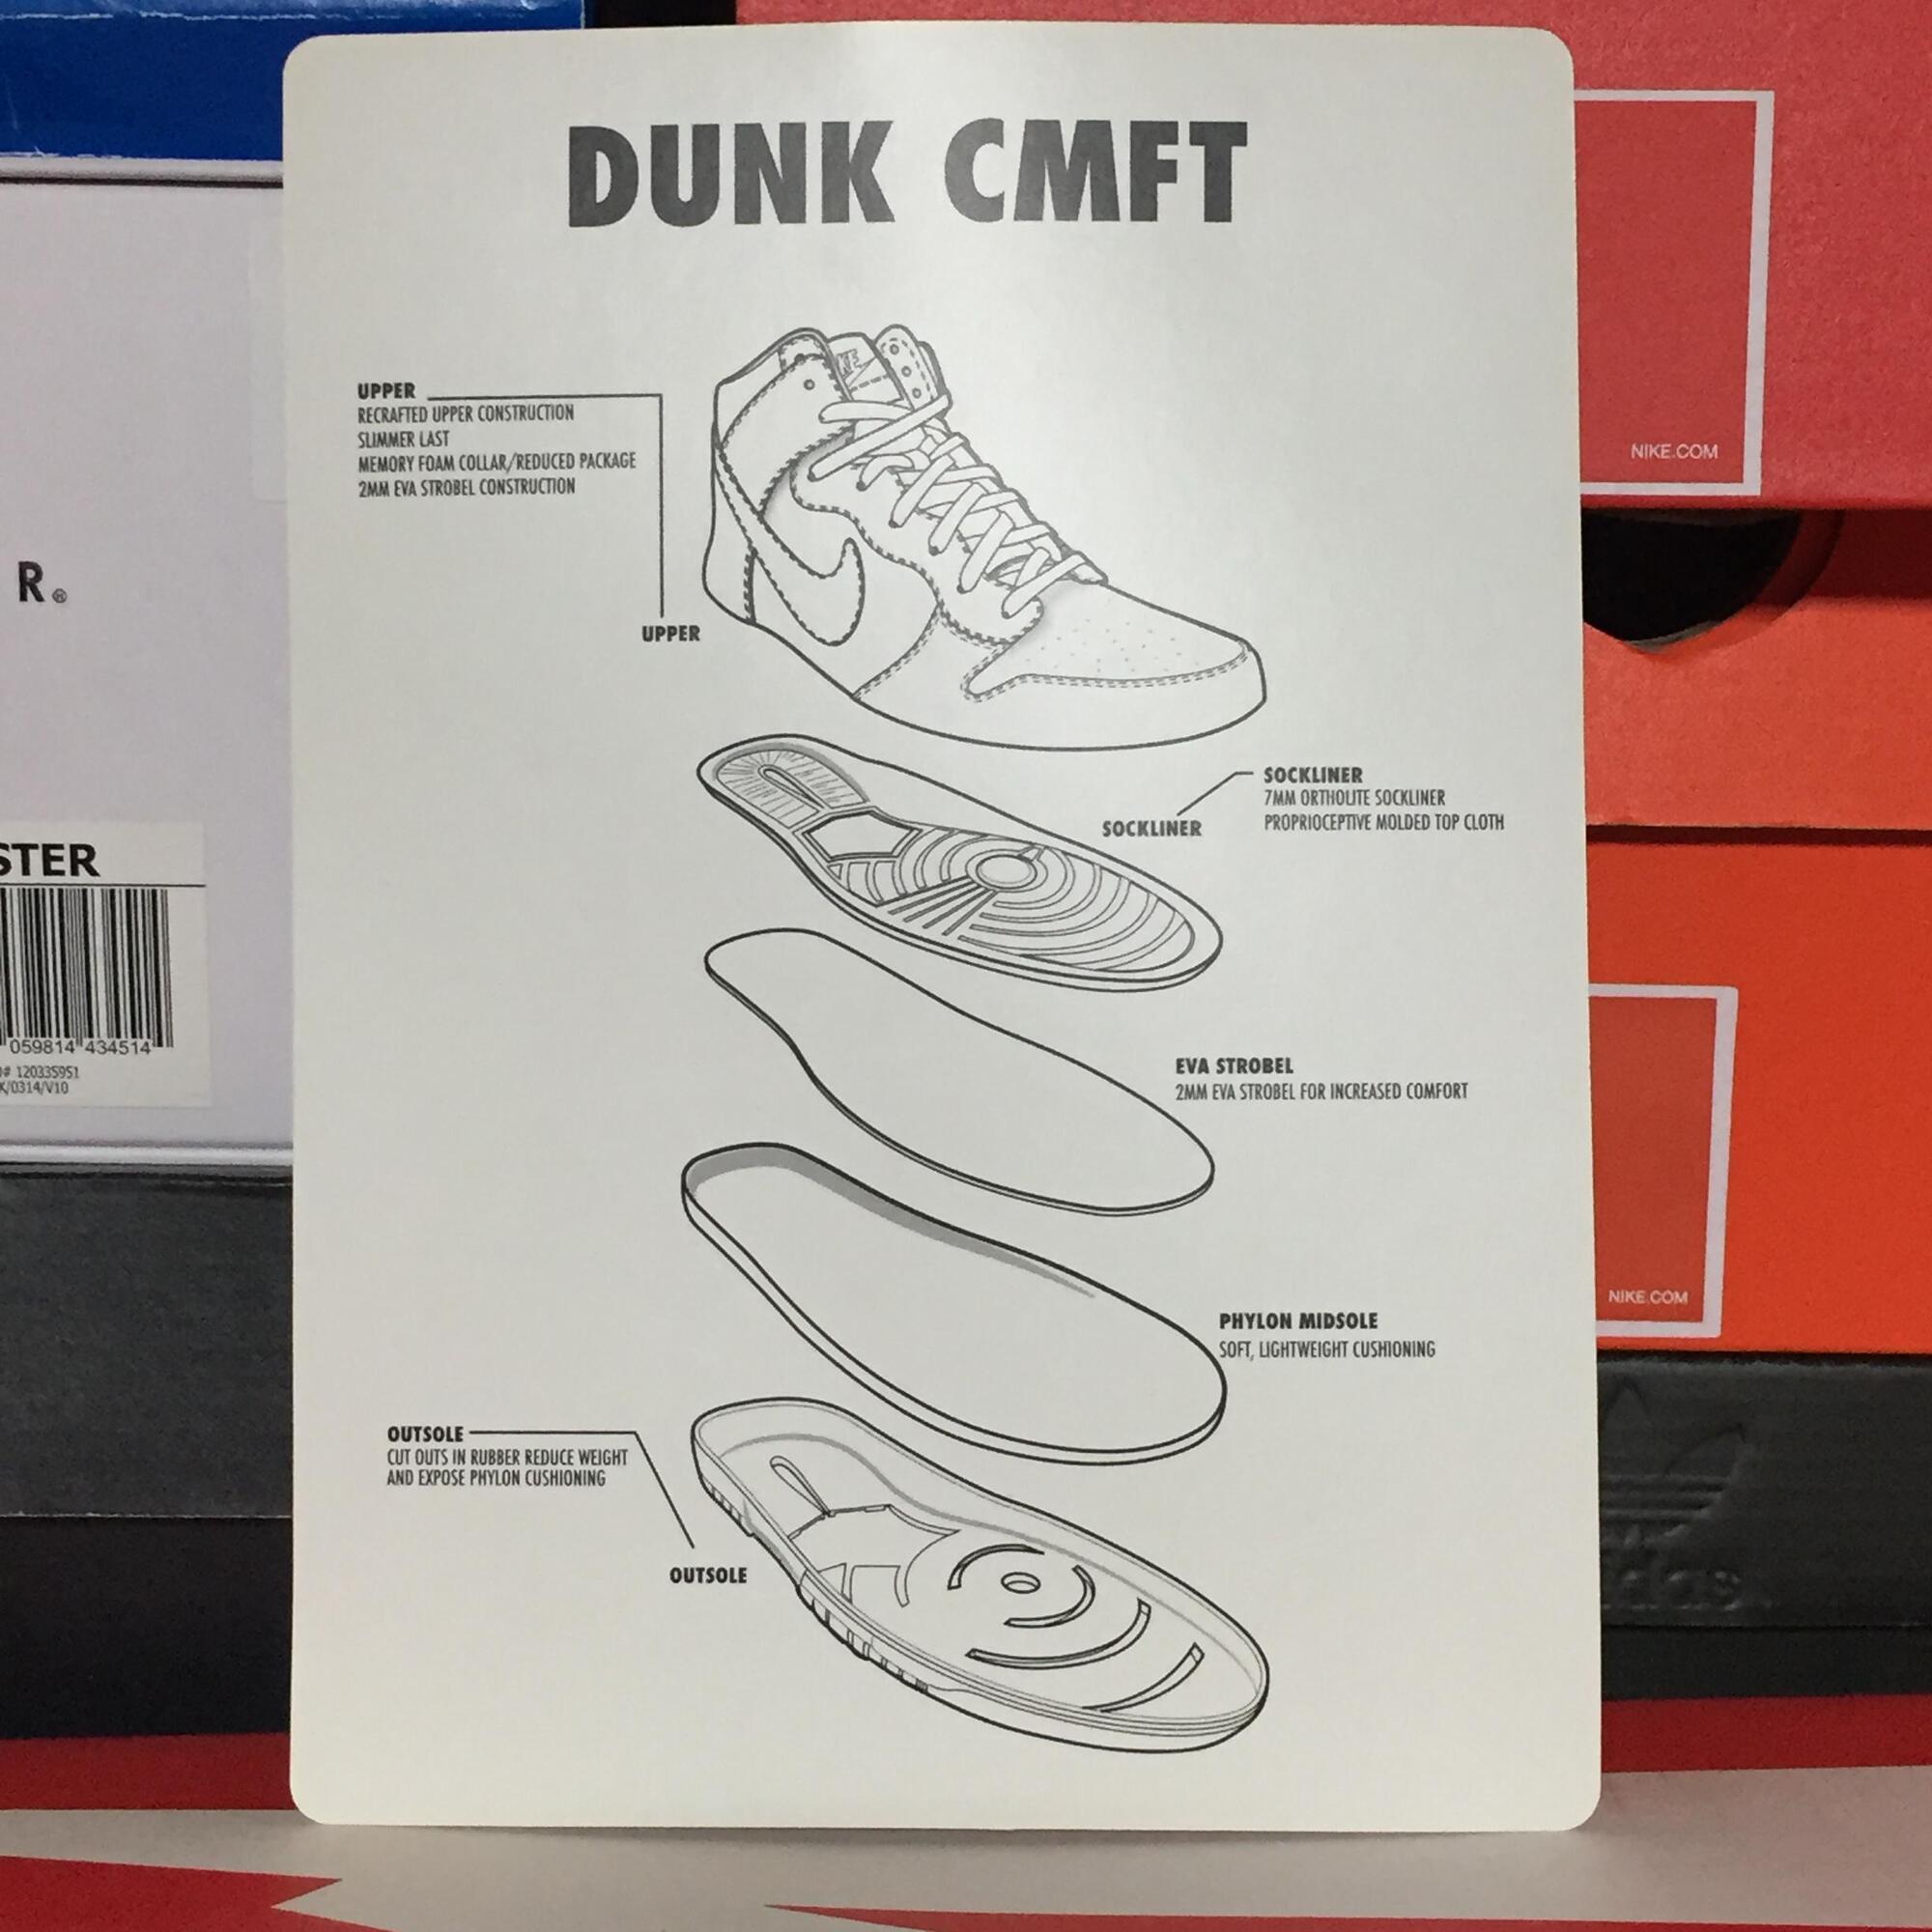 DUNK CMFT
UPPER
RECRAFTED UPPER CONSTRUCTION
SLIMMER LAST
MEMORY FOAM COLLAR/REDUCED PACKAGE
2MM EVA STROBEL CONSTRUCTION
UPPER
SOCKLINER
7MM ORTHOLITE SOCKLINER
PROPRIOCEPTIVE MOLDED TOP CLOTH
SOCKLINER
EVA STROBEL
2MM EVA STROBEL FOR INCREASED COMFORT
PHYLON MIDSOLE
SOFT, LIGHTWEIGHT CUSHIONING
OUTSOLE
CUT OUTS IN RUBBER REDUCE WEIGHT
AND EXPOSE PHYLON CUSHIONING
OUTSOLE
R®
STER
059814 434514
# 120335951
K/0314/V10
NIKE.COM
NIKE.COM